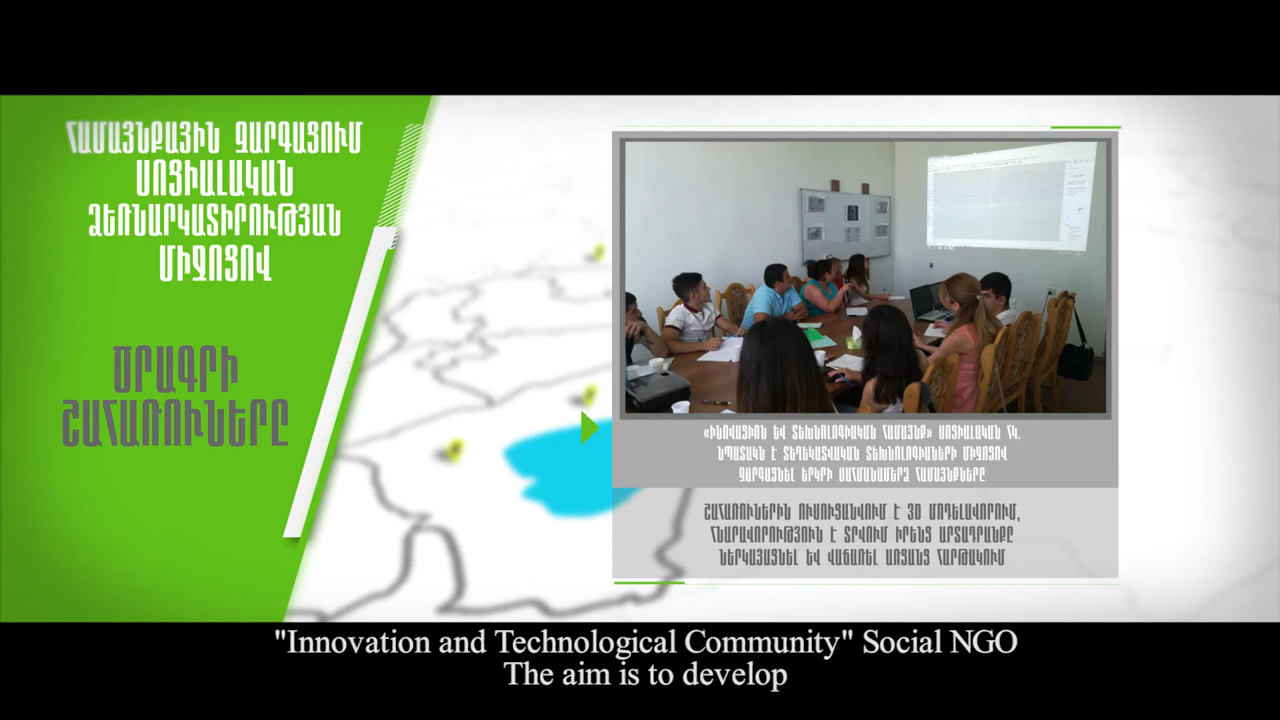 ՀԱՄԱՅՆՔԱՅԻՆ ԶԱՐԳԱՑՈՒՄ
ՍՈՑԻԱԼԱԿԱՆ
ՁԵՌՆԱՐԿԱՏԻՐՈՒԹՅԱՆ
ՄԻՋՈՑՈՎ
ԾՐԱԳՐԻ
ՇԱՀԱՌՈՒՆԵՐԸ
«ԻՆՈՎԱՑԻՈՆ ԵՎ ՏԵԽՆՈԼՈԳԻԱԿԱՆ ՀԱՄԱՅՆՔ» ՍՈՑԻԱԼԱԿԱՆ ՀԿ.
ՆՊԱՏԱԿՆ Է ՏԵՂԵԿԱՏՎԱԿԱՆ ՏԵԽՆՈԼՈԳԻԱՆԵՐԻ ՄԻՋՈՑՈՎ
ԶԱՐԳԱՑՆԵԼ ԵՐԿՐԻ ՍԱՀՄԱՆԱՄԵՐՁ ՀԱՄԱՅՆՔՆԵՐԸ
ՇԱՀԱՌՈՒՆԵՐԻՆ ՈՒՍՈՒՑԱՆՎՈՒՄ Է 3D ՄՈԴԵԼԱՎՈՐՈՒՄ,
ՀՆԱՐԱՎՈՐՈՒԹՅՈՒՆ Է ՏՐՎՈՒՄ ԻՐԵՆՑ ԱՐՏԱԴՐԱՆՔԸ
ՆԵՐԿԱՅԱՑՆԵԼ ԵՎ ՎԱՃԱՌԵԼ ԱՌՑԱՆՑ ՀԱՐԹԱԿՈՒՄ
"Innovation and Technological Community" Social NGO
The aim is to develop